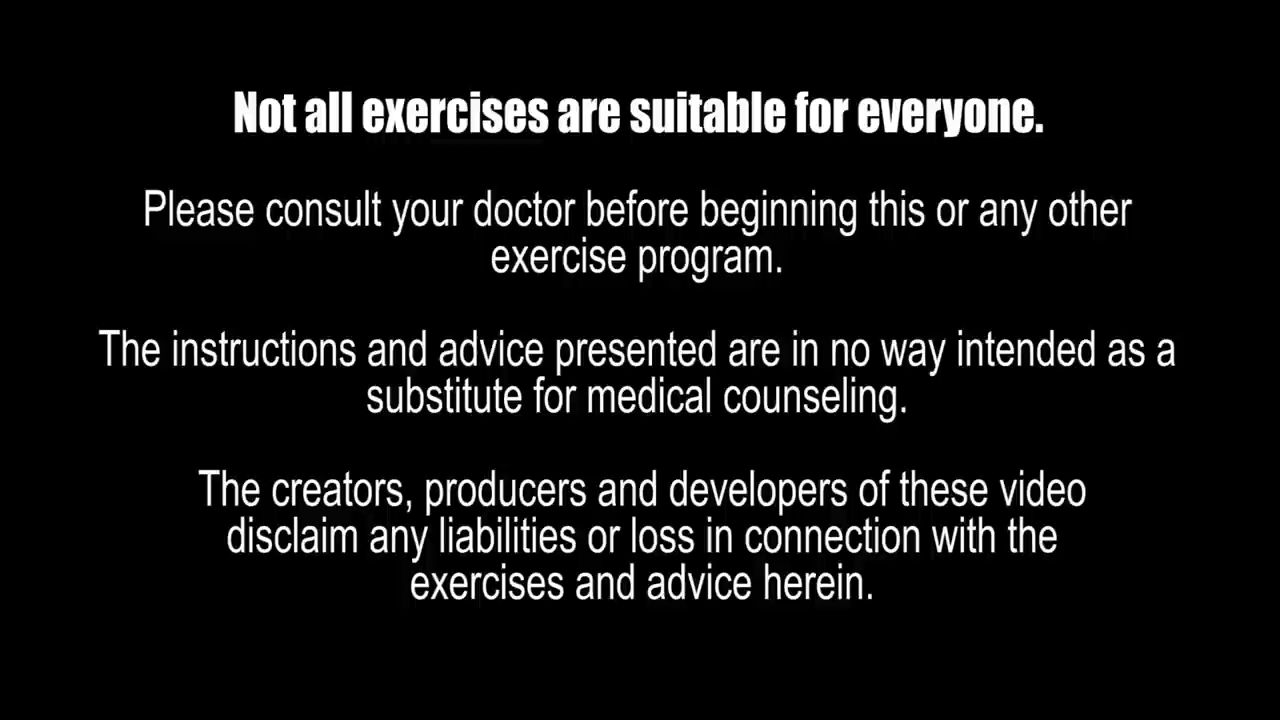 Not all exercises are suitable for everyone.
Please consult your doctor before beginning this or any other
exercise program.
The instructions and advice presented are in no way intended as a
substitute for medical counseling.
The creators, producers and developers of these video
disclaim any liabilities or loss in connection with the
exercises and advice herein.